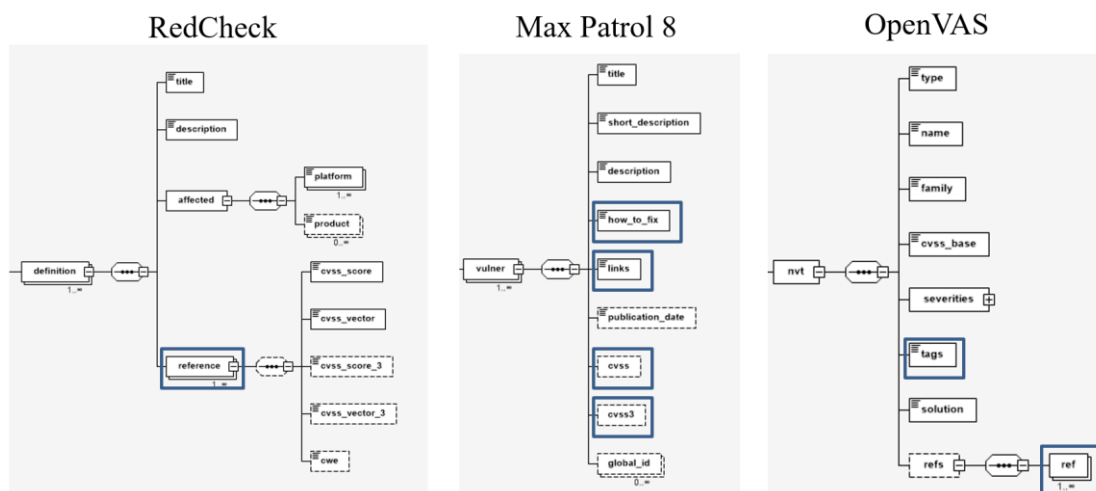 RedCheck
title
description
affected
platform
1..∞
product
0..∞
definition
1..∞
reference
1..∞
cvss_score
cvss_vector
cvss_score_3
cvss_vector_3
cwe
Max Patrol 8
title
short_description
description
how_to_fix
vulner
1..∞
links
publication_date
cvss
cvss3
global_id
0..∞
OpenVAS
type
name
family
cvss_base
nvt
severities
tags
solution
refs
ref
1..∞